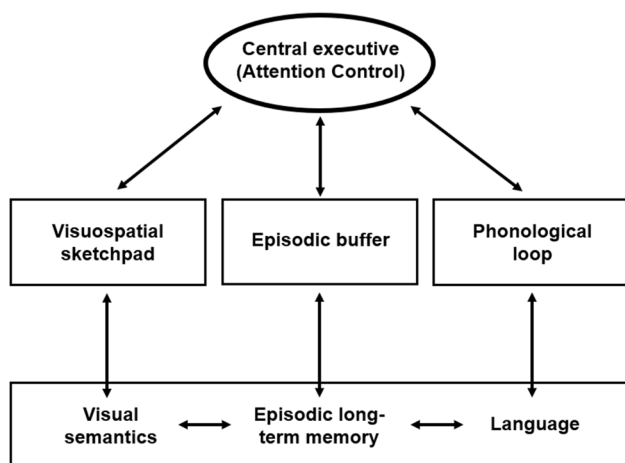 Central executive
(Attention Control)
Visuospatial
sketchpad
Episodic buffer
Phonological
loop
Visual
semantics
Episodic long-
term memory
Language